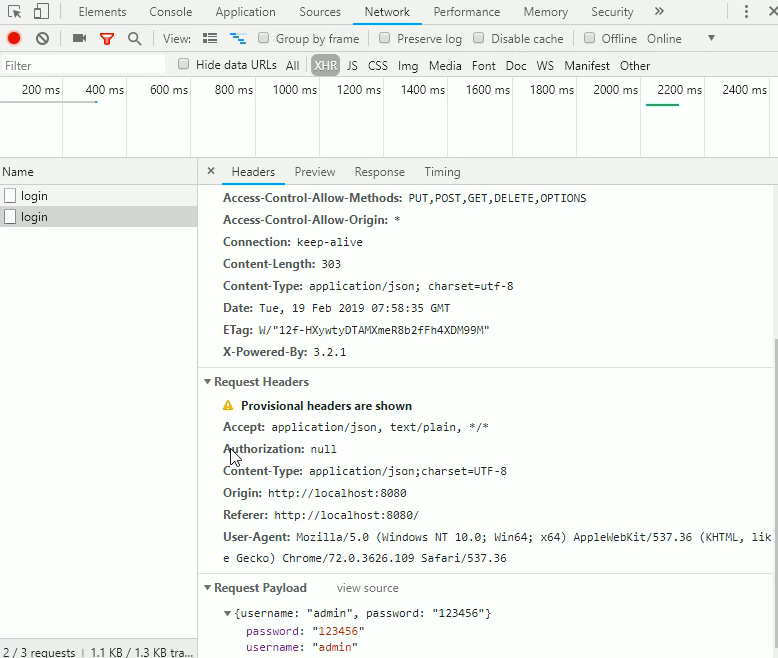 Elements Console Application Sources Network Performance Memory Security »
View: Group by frame Preserve log Disable cache Offline Online
Filter Hide data URLs All XHR JS CSS Img Media Font Doc WS Manifest Other
200 ms 400 ms 600 ms 800 ms 1000 ms 1200 ms 1400 ms 1600 ms 1800 ms 2000 ms 2200 ms 2400 ms
Name × Headers Preview Response Timing
login
login
Access-Control-Allow-Methods: PUT,POST,GET,DELETE,OPTIONS
Access-Control-Allow-Origin: *
Connection: keep-alive
Content-Length: 303
Content-Type: application/json; charset=utf-8
Date: Tue, 19 Feb 2019 07:58:35 GMT
ETag: W/"12f-HXywtyDTAMXmeR8b2fFh4XDM99M"
X-Powered-By: 3.2.1
Request Headers
Provisional headers are shown
Accept: application/json, text/plain, */*
Authorization: null
Content-Type: application/json;charset=UTF-8
Origin: http://localhost:8080
Referer: http://localhost:8080/
User-Agent: Mozilla/5.0 (Windows NT 10.0; Win64; x64) AppleWebKit/537.36 (KHTML, lik
e Gecko) Chrome/72.0.3626.109 Safari/537.36
Request Payload view source
{username: "admin", password: "123456"}
password: "123456"
username: "admin"
2 / 3 requests | 1.1 KB / 1.3 KB tra...